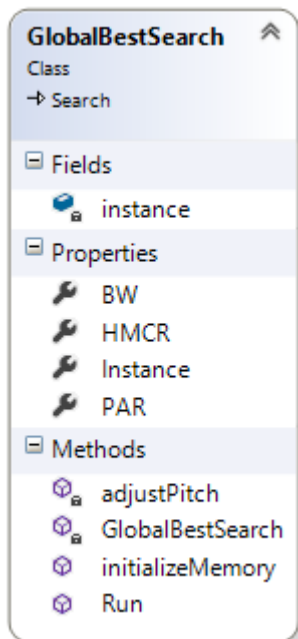 GlobalBestSearch
Class
Search
Fields
instance
Properties
BW
HMCR
Instance
PAR
Methods
adjustPitch
GlobalBestSearch
initializeMemory
Run